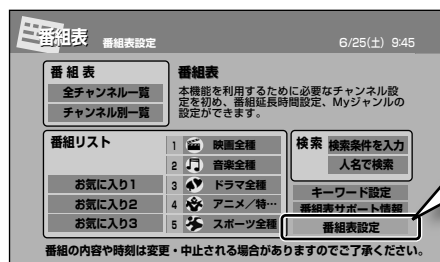 番組表 番組表設定 6/25(土) 9:45
番組表
全チャンネル一覧
チャンネル別一覧
番組表
本機能を利用するために必要なチャンネル設
定を初め、番組延長時間設定、Myジャンルの
設定ができます。
番組リスト
お気に入り1
お気に入り2
お気に入り3
1 映画全種
2 音楽全種
3 ドラマ全種
4 アニメ/特…
5 スポーツ全種
検索 検索条件を入力
人名で検索
キーワード設定
番組表サポート情報
番組表設定
番組の内容や時刻は変更・中止される場合がありますのでご了承ください。